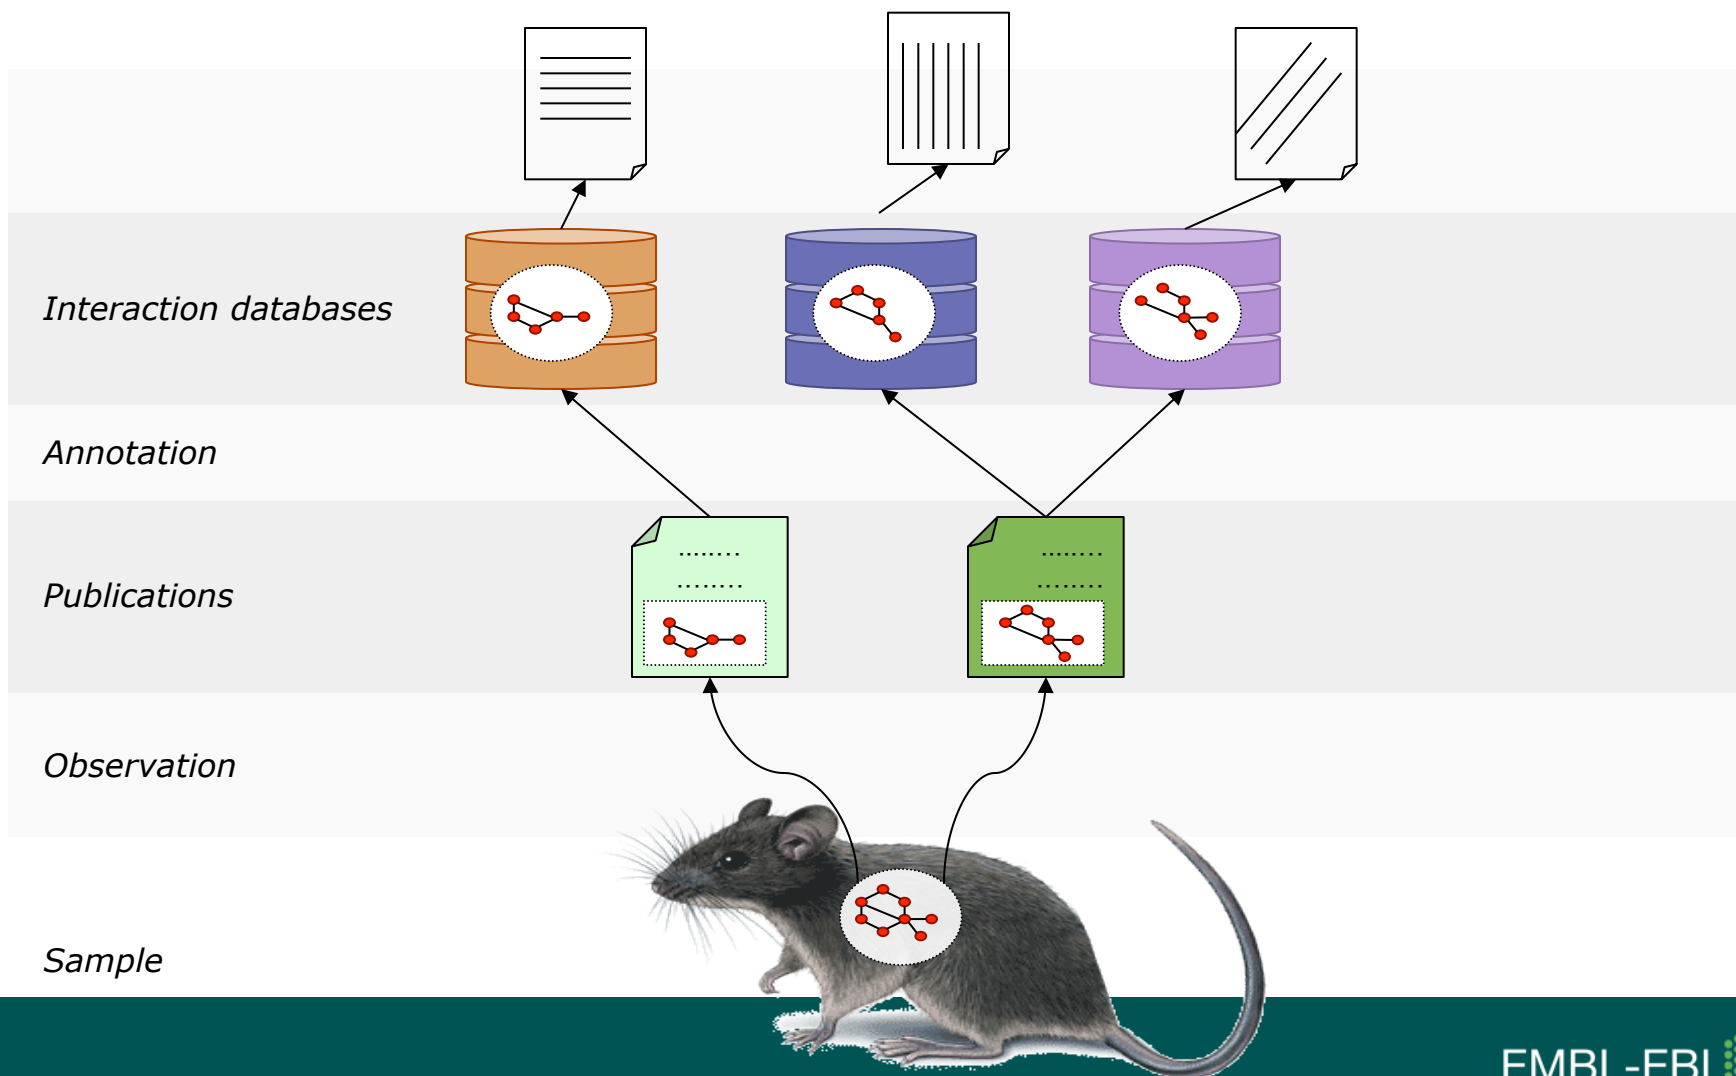 Interaction databases
Annotation
Publications
Observation
Sample
EMBL-EBI